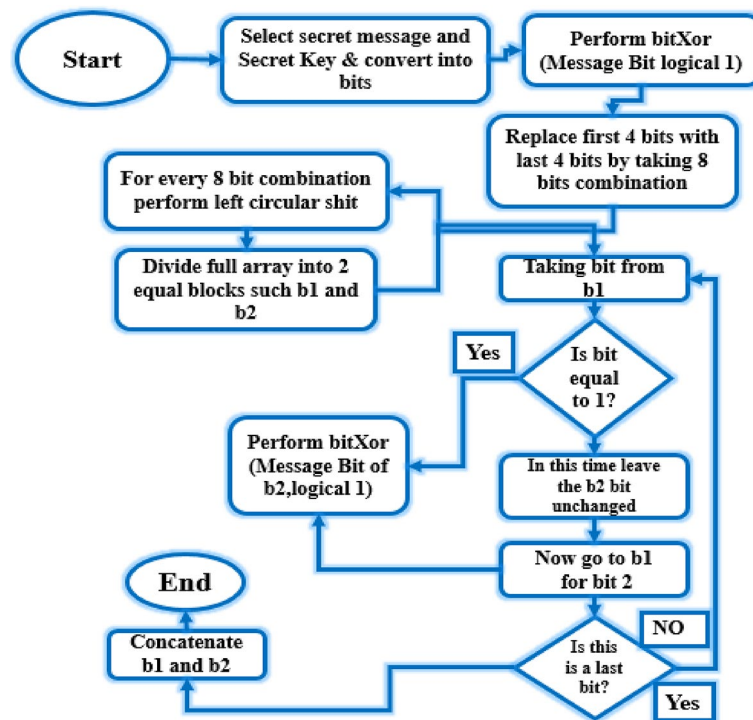 Start
Select secret message and
Secret Key & convert into
bits
Perform bitXor
(Message Bit logical 1)
Replace first 4 bits with
last 4 bits by taking 8
bits combination
For every 8 bit combination
perform left circular shit
Divide full array into 2
equal blocks such b1 and
b2
Taking bit from
b1
Is bit
equal
to 1?
Yes
Perform bitXor
(Message Bit of
b2,logical 1)
In this time leave
the b2 bit
unchanged
Now go to b1
for bit 2
Is this
is a last
bit?
NO
Yes
Concatenate
b1 and b2
End